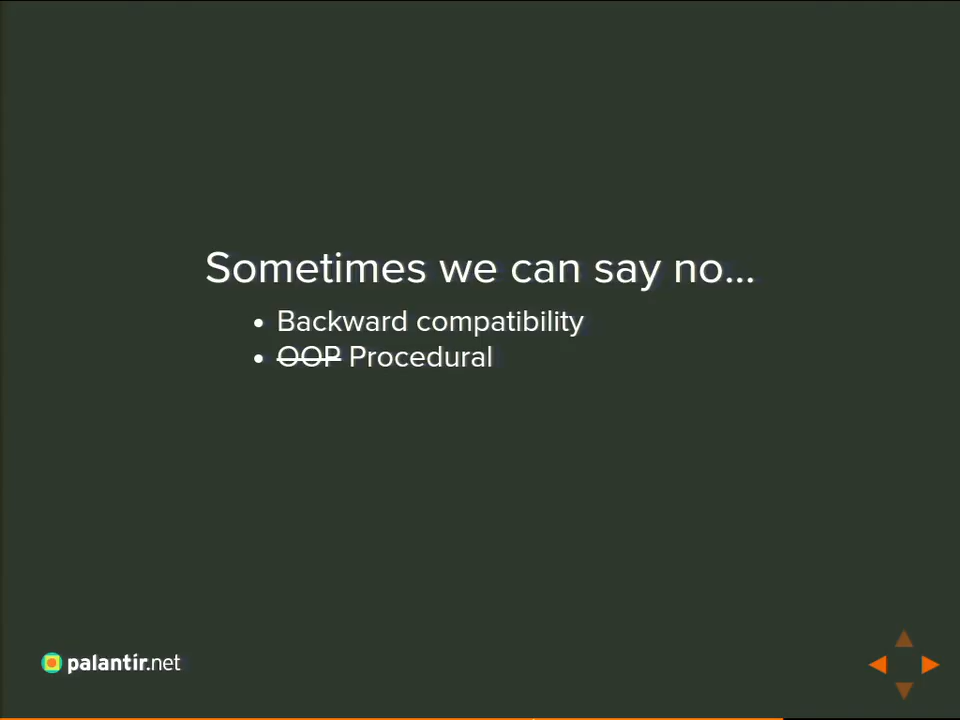 Sometimes we can say no...
• Backward compatibility
• OOP Procedural
palantir.net